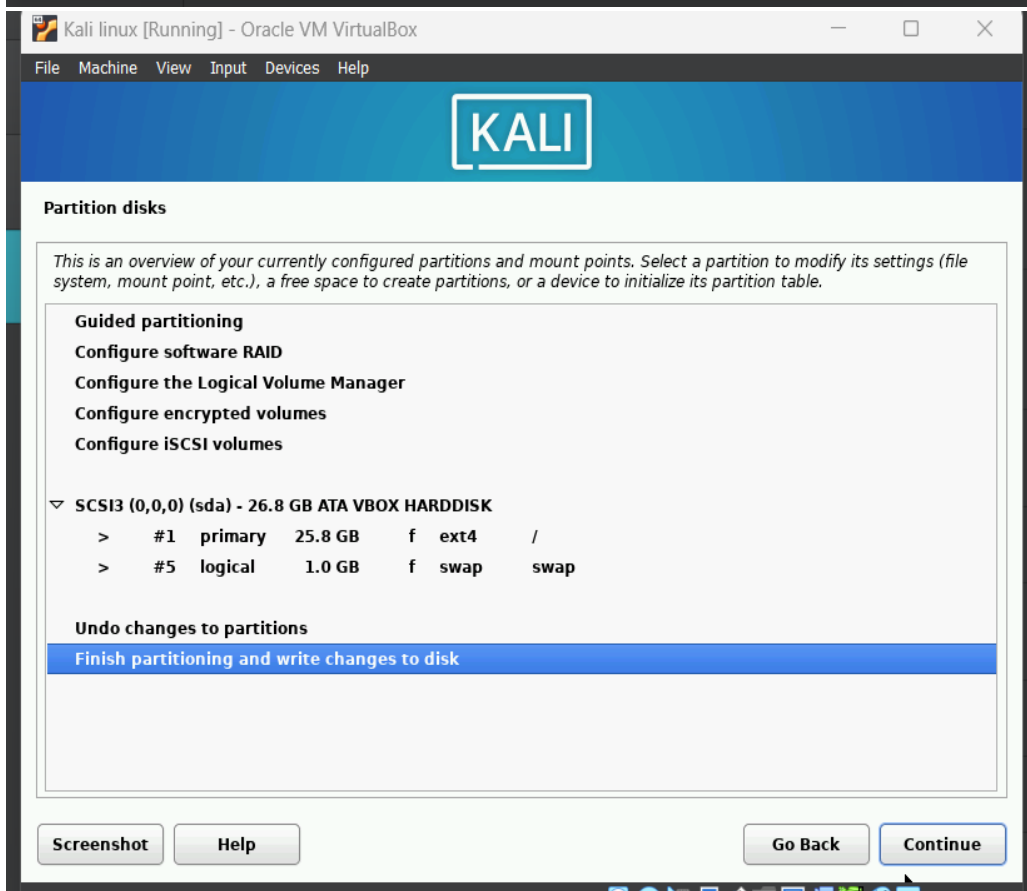 Kali linux [Running] - Oracle VM VirtualBox
File Machine View Input Devices Help
KALI
Partition disks
This is an overview of your currently configured partitions and mount points. Select a partition to modify its settings (file
system, mount point, etc.), a free space to create partitions, or a device to initialize its partition table.
Guided partitioning
Configure software RAID
Configure the Logical Volume Manager
Configure encrypted volumes
Configure iSCSI volumes
SCSI3 (0,0,0) (sda) - 26.8 GB ATA VBOX HARDDISK
> #1 primary 25.8 GB f ext4 /
> #5 logical 1.0 GB f swap swap
Undo changes to partitions
Finish partitioning and write changes to disk
Screenshot Help Go Back Continue